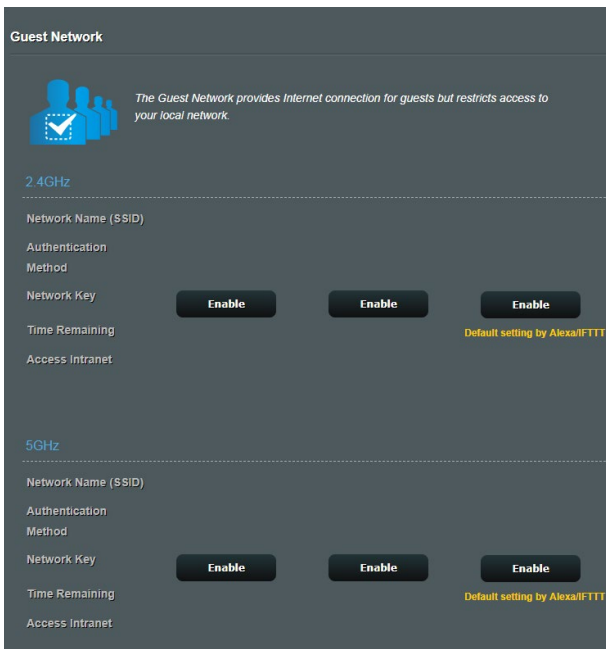 Guest Network
The Guest Network provides Internet connection for guests but restricts access to
your local network.
2.4GHz
Network Name (SSID)
Authentication
Method
Network Key
Enable Enable Enable
Time Remaining
Default setting by Alexa/IFTTT
Access Intranet
5GHz
Network Name (SSID)
Authentication
Method
Network Key
Enable Enable Enable
Time Remaining
Default setting by Alexa/IFTTT
Access Intranet